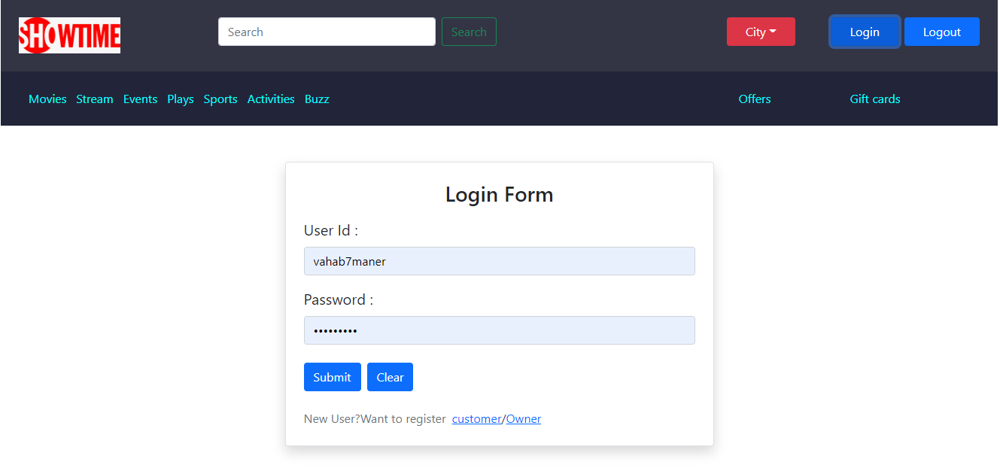 SHOWTIME Search Search City Login Logout
Movies Stream Events Plays Sports Activities Buzz Offers Gift cards
Login Form
User Id :
vahab7maner
Password :
•••••••••
Submit Clear
New User?Want to register customer/Owner